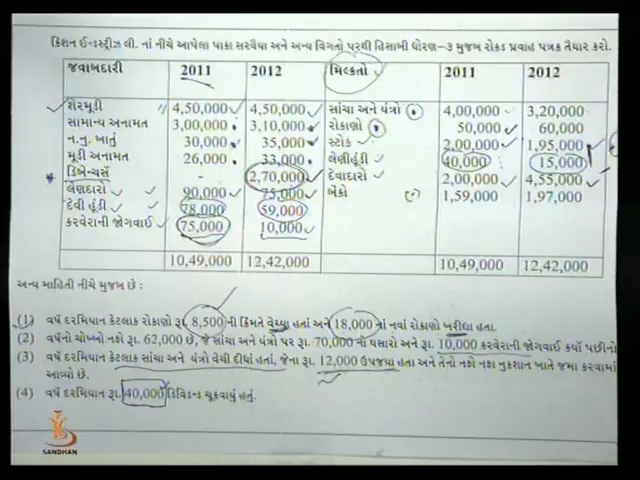 કિશન ઈન્ડસ્ટ્રીઝ લી. નાં નીચે આપેલા પાકા સરવૈયા અને અન્ય વિગતો પરથી હિસાબી ધોરણ-૩ મુજબ રોકડ પ્રવાહ પત્રક તૈયાર કરો.
જવાબદારી 2011 2012 મિલ્કતો 2011 2012
શેરમૂડી 4,50,000 4,50,000 સાંચા અને યંત્રો 4,00,000 3,20,000
સામાન્ય અનામત 3,00,000 3,10,000 રોકાણો 50,000 60,000
ન.નુ. ખાતું 30,000 35,000 સ્ટોક 2,00,000 1,95,000
મૂડી અનામત 26,000 33,000 લેણીહૂંડી 40,000 15,000
ડિબેન્ચર્સ - 2,70,000 દેવાદારો 2,00,000 4,55,000
લેણદારો 90,000 75,000 બેંકો 1,59,000 1,97,000
દેવી હૂંડી 78,000 59,000
કરવેરાની જોગવાઈ 75,000 10,000
10,49,000 12,42,000 10,49,000 12,42,000
અન્ય માહિતી નીચે મુજબ છે :
(1) વર્ષ દરમિયાન કેટલાક રોકાણો રૂા. 8,500 ની કિંમતે વેચ્યા હતાં અને 18,000 નાં નવાં રોકાણો ખરીદ્યા હતા.
(2) વર્ષનો ચોખ્ખો નફો રૂા. 62,000 છે, જે સાંચા અને યંત્રો પર રૂા. 70,000 નો ઘસારો અને રૂા. 10,000 કરવેરાની જોગવાઈ કર્યા પછીનો
(3) વર્ષ દરમિયાન કેટલાક સાંચા અને યંત્રો વેચી દીધાં હતાં, જેના રૂા. 12,000 ઉપજયા હતા અને તેનો નફો નફા નુકશાન ખાતે જમા કરવામાં
આવ્યો છે.
(4) વર્ષ દરમિયાન રૂા. 40,000 ડિવિડન્ડ ચૂકવાયું હતું.
SANDHAN